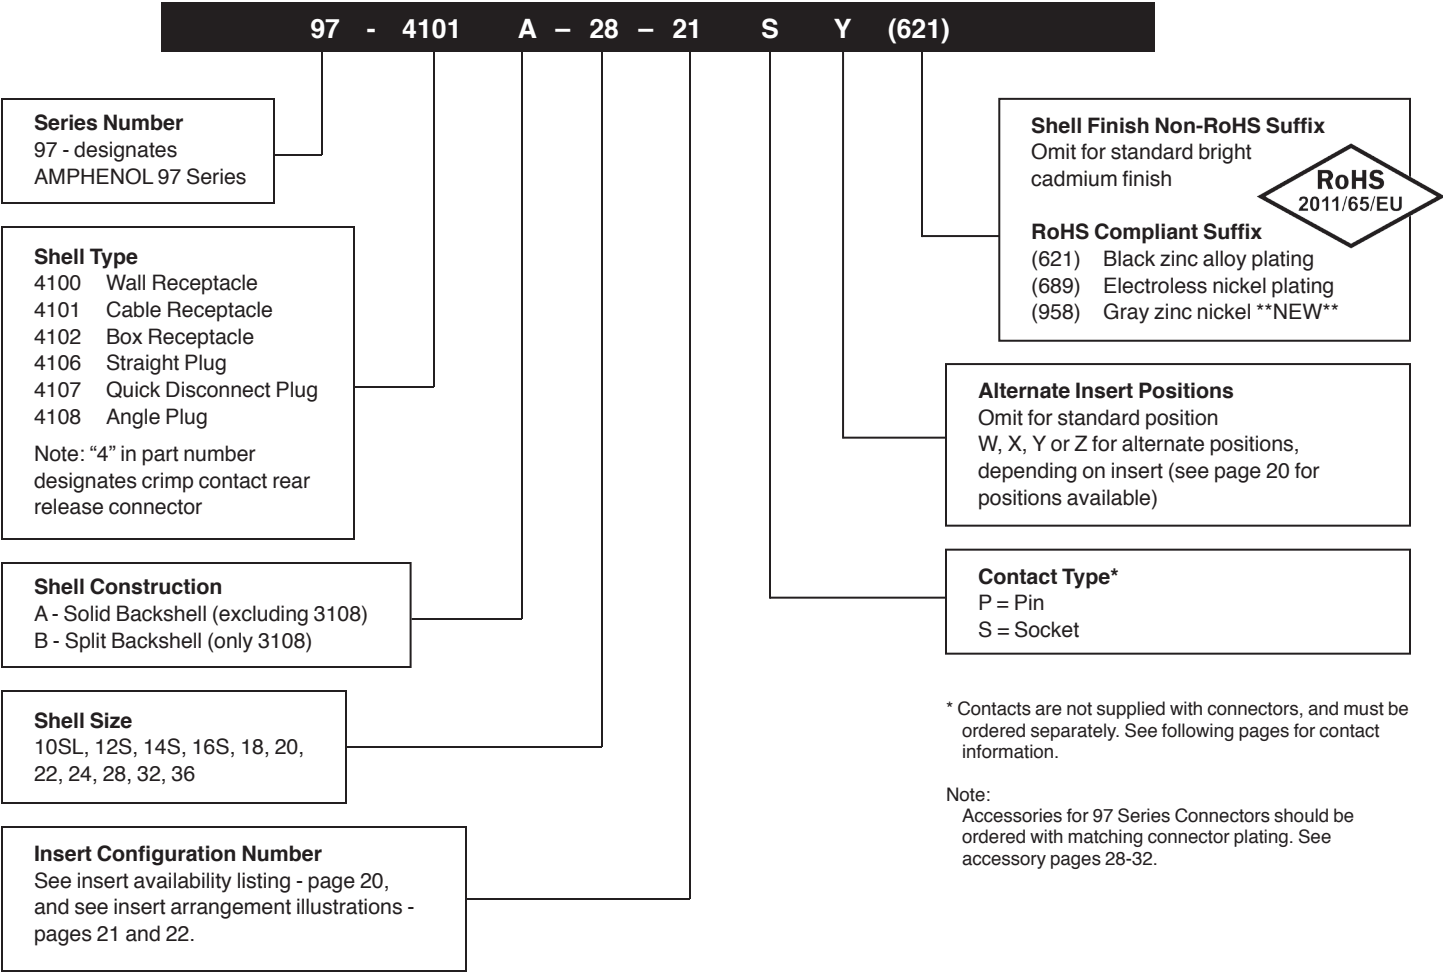 97 - 4101 A – 28 – 21 S Y (621)
Series Number
97 - designates
AMPHENOL 97 Series
Shell Type
4100 Wall Receptacle
4101 Cable Receptacle
4102 Box Receptacle
4106 Straight Plug
4107 Quick Disconnect Plug
4108 Angle Plug
Note: “4” in part number
designates crimp contact rear
release connector
Shell Construction
A - Solid Backshell (excluding 3108)
B - Split Backshell (only 3108)
Shell Size
10SL, 12S, 14S, 16S, 18, 20,
22, 24, 28, 32, 36
Insert Configuration Number
See insert availability listing - page 20,
and see insert arrangement illustrations -
pages 21 and 22.
Shell Finish Non-RoHS Suffix
Omit for standard bright
cadmium finish
RoHS
2011/65/EU
RoHS Compliant Suffix
(621) Black zinc alloy plating
(689) Electroless nickel plating
(958) Gray zinc nickel **NEW**
Alternate Insert Positions
Omit for standard position
W, X, Y or Z for alternate positions,
depending on insert (see page 20 for
positions available)
Contact Type*
P = Pin
S = Socket
* Contacts are not supplied with connectors, and must be
ordered separately. See following pages for contact
information.
Note:
Accessories for 97 Series Connectors should be
ordered with matching connector plating. See
accessory pages 28-32.